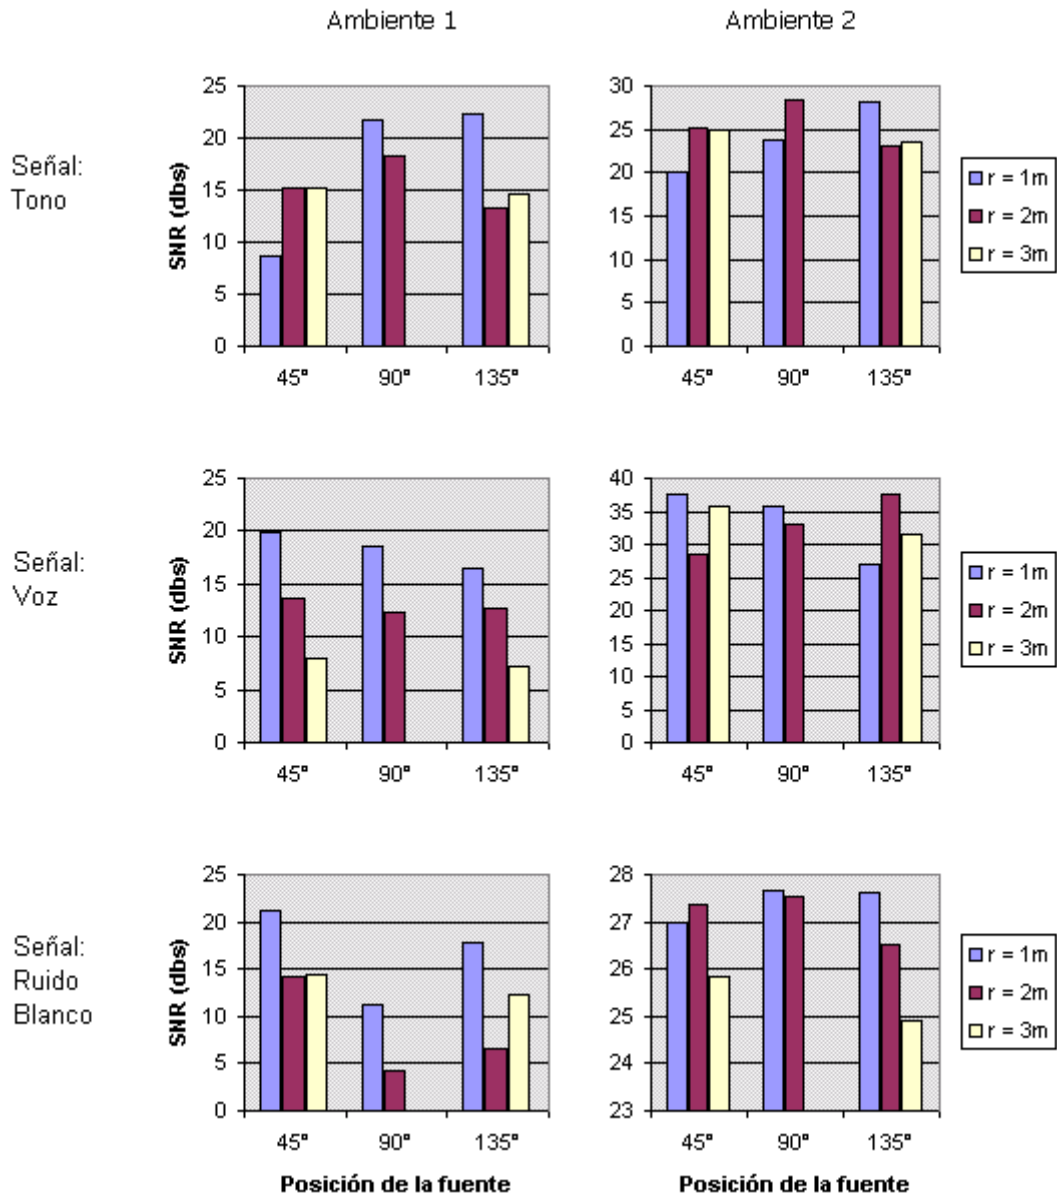 Ambiente 1
Ambiente 2
Señal:
Tono
SNR (dbs)
25
20
15
10
5
0
45°
90°
135°
30
25
20
15
10
5
0
45°
90°
135°
r = 1m
r = 2m
r = 3m
Señal:
Voz
SNR (dbs)
25
20
15
10
5
0
45°
90°
135°
40
35
30
25
20
15
10
5
0
45°
90°
135°
r = 1m
r = 2m
r = 3m
Señal:
Ruido
Blanco
SNR (dbs)
25
20
15
10
5
0
45°
90°
135°
Posición de la fuente
28
27
26
25
24
23
45°
90°
135°
Posición de la fuente
r = 1m
r = 2m
r = 3m